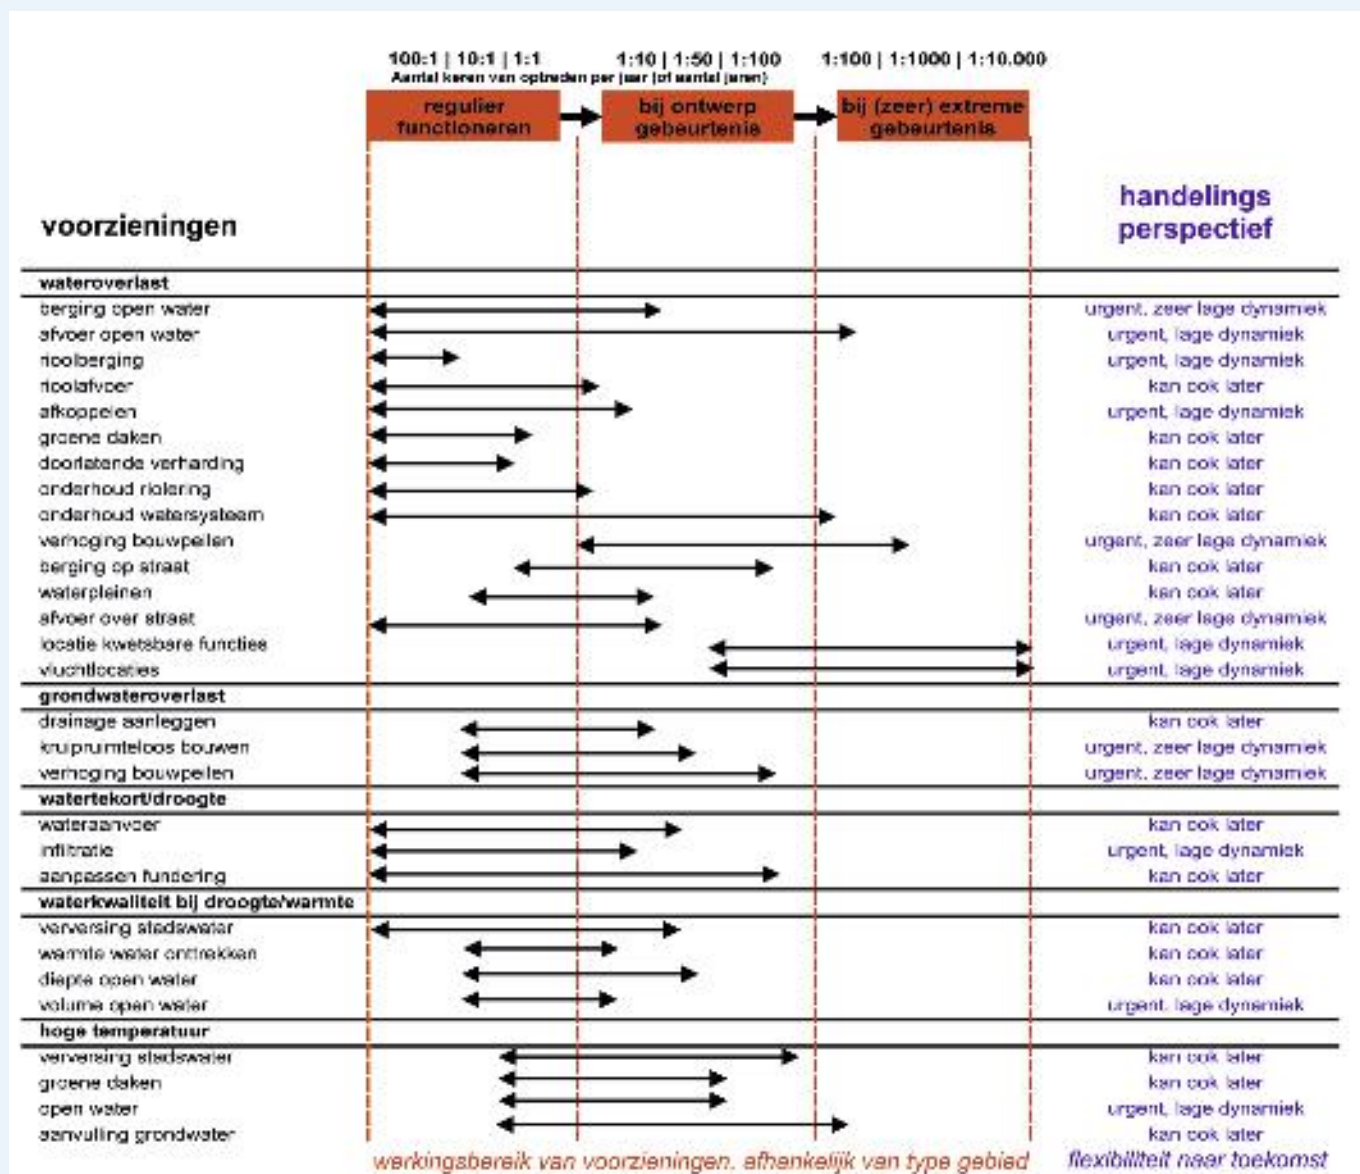 100:1 | 10:1 | 1:1 1:10 | 1:50 | 1:100 1:100 | 1:1000 | 1:10.000
Aantal keren van optreden per jaar (of aantal jaren)
regulier functioneren
bij ontwerp gebeurtenis
bij (zeer) extreme gebeurtenis
voorzieningen
handelings
perspectief
wateroverlast
berging open water urgent, zeer lage dynamiek
afvoer open water urgent, lage dynamiek
rioolberging urgent, lage dynamiek
rioolafvoer kan ook later
afkoppelen urgent, lage dynamiek
groene daken kan ook later
doorlatende verharding kan ook later
onderhoud riolering kan ook later
onderhoud watersysteem kan ook later
verhoging bouwpeilen urgent, zeer lage dynamiek
berging op straat kan ook later
waterpleinen kan ook later
afvoer over straat urgent, zeer lage dynamiek
locatie kwetsbare functies urgent, lage dynamiek
vluchtlocaties urgent, lage dynamiek
grondwateroverlast
drainage aanleggen kan ook later
kruipruimteloos bouwen urgent, zeer lage dynamiek
verhoging bouwpeilen urgent, zeer lage dynamiek
watertekort/droogte
wateraanvoer kan ook later
infiltratie urgent, lage dynamiek
aanpassen fundering kan ook later
waterkwaliteit bij droogte/warmte
verversing stadswater kan ook later
warmte water onttrekken kan ook later
diepte open water kan ook later
volume open water urgent, lage dynamiek
hoge temperatuur
verversing stadswater kan ook later
groene daken kan ook later
open water urgent, lage dynamiek
aanvulling grondwater kan ook later
werkingsbereik van voorzieningen, afhankelijk van type gebied flexibiliteit naar toekomst